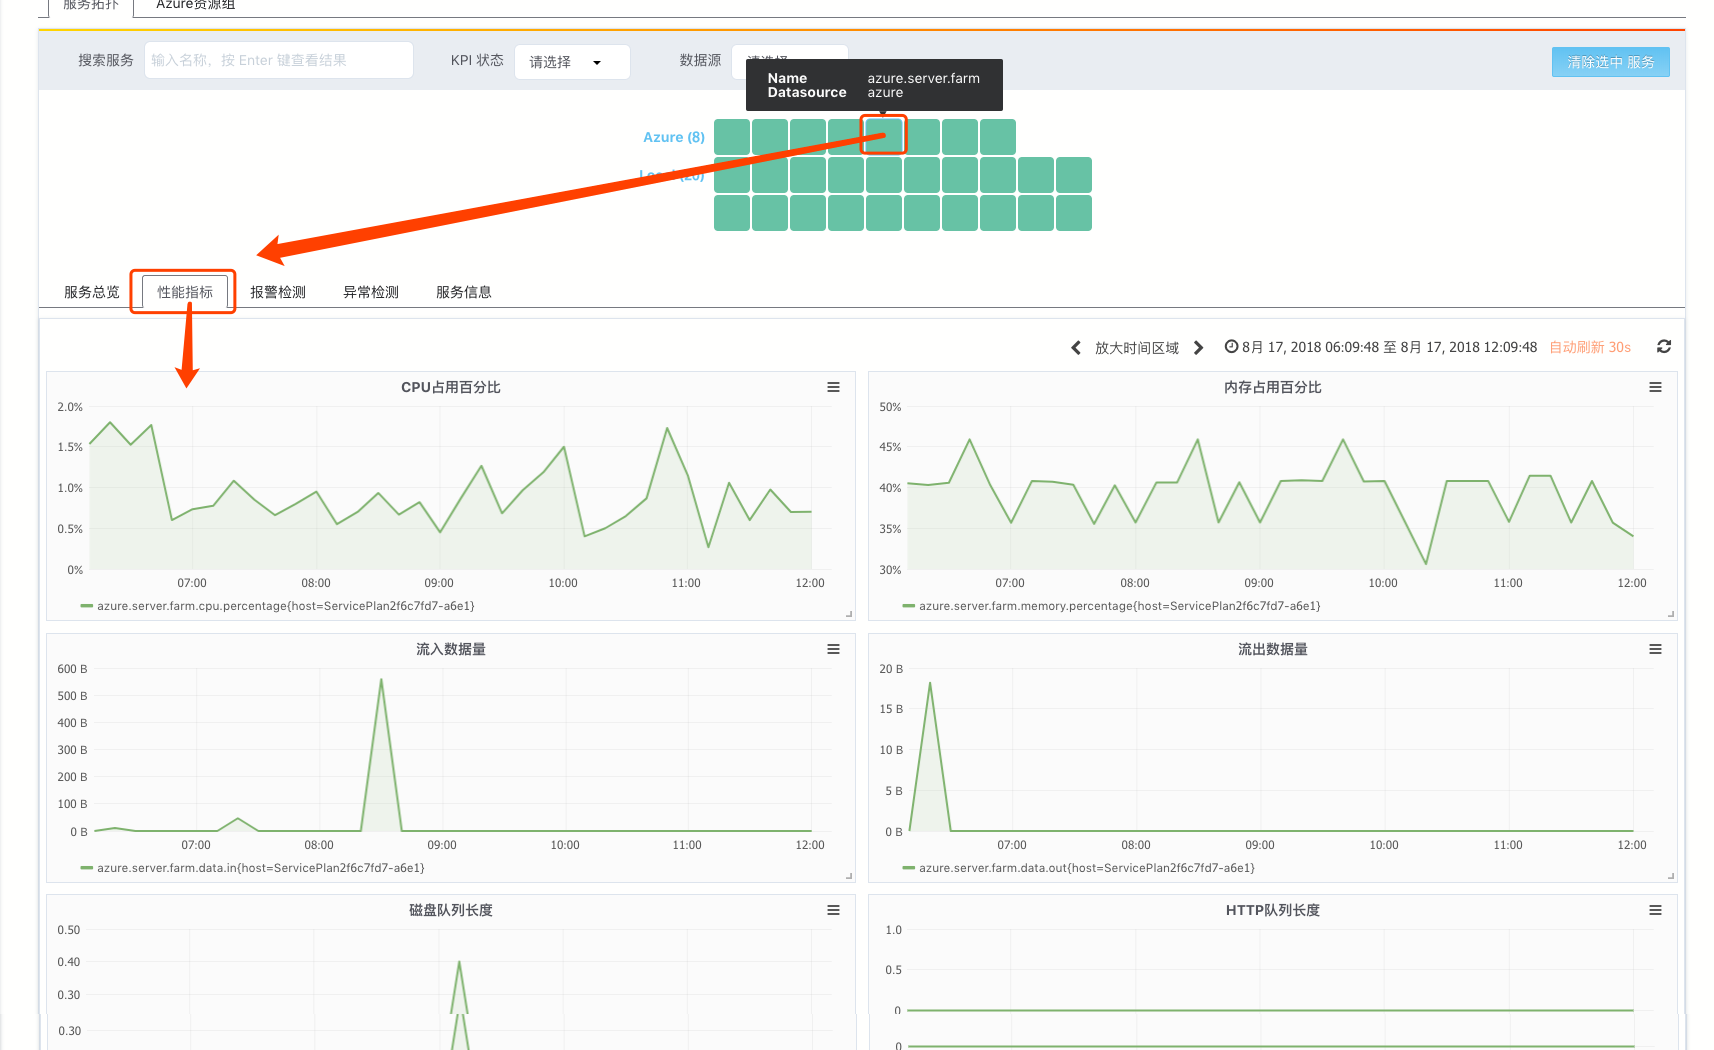 服务拓扑 Azure资源组
搜索服务 输入名称，按 Enter 键查看结果 KPI 状态 请选择 数据源 清除选中 服务
Name azure.server.farm
Datasource azure
Azure (8)
性能指标
服务总览 报警检测 异常检测 服务信息
放大时间区域 8月 17, 2018 06:09:48 至 8月 17, 2018 12:09:48 自动刷新 30s
CPU占用百分比
2.0%
1.5%
1.0%
0.5%
0%
07:00 08:00 09:00 10:00 11:00 12:00
azure.server.farm.cpu.percentage{host=ServicePlan2f6c7fd7-a6e1}
内存占用百分比
50%
45%
40%
35%
30%
07:00 08:00 09:00 10:00 11:00 12:00
azure.server.farm.memory.percentage{host=ServicePlan2f6c7fd7-a6e1}
流入数据量
600 B
500 B
400 B
300 B
200 B
100 B
0 B
07:00 08:00 09:00 10:00 11:00 12:00
azure.server.farm.data.in{host=ServicePlan2f6c7fd7-a6e1}
流出数据量
20 B
15 B
10 B
5 B
0 B
07:00 08:00 09:00 10:00 11:00 12:00
azure.server.farm.data.out{host=ServicePlan2f6c7fd7-a6e1}
磁盘队列长度
0.50
0.40
0.30
0.30
HTTP队列长度
1.0
0.5
0
0